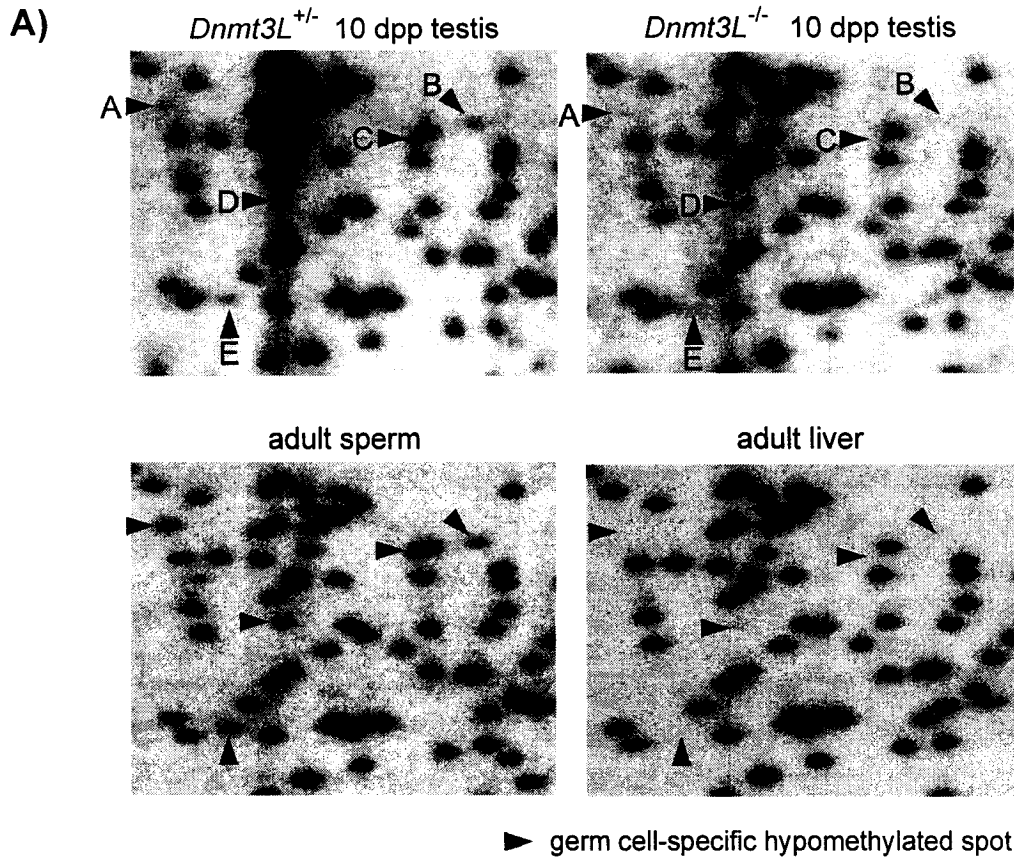 A)
Dnmt3L+/- 10 dpp testis
Dnmt3L-/- 10 dpp testis
A
B
C
D
E
A
B
C
D
E
adult sperm
adult liver
germ cell-specific hypomethylated spot